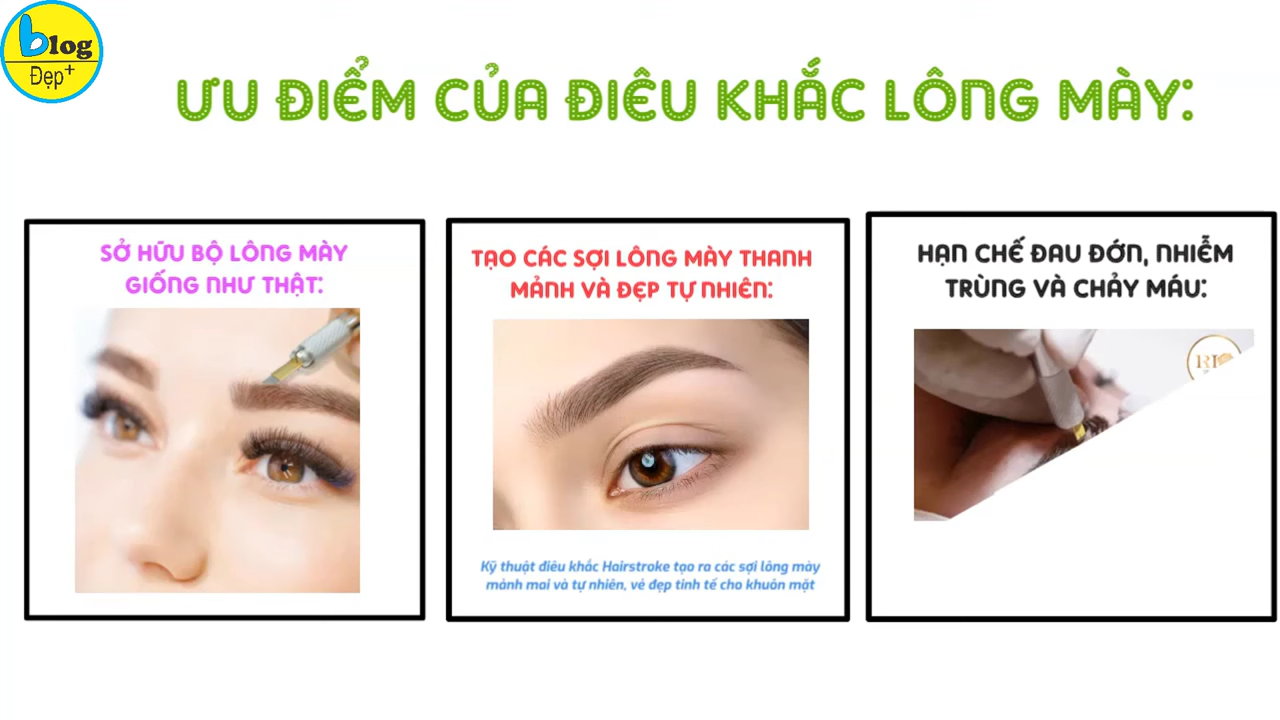 blog
Đẹp+
ƯU ĐIỂM CỦA ĐIÊU KHẮC LÔNG MÀY:
SỞ HỮU BỘ LÔNG MÀY
GIỐNG NHƯ THẬT:
TẠO CÁC SỢI LÔNG MÀY THANH
MẢNH VÀ ĐẸP TỰ NHIÊN:
Kỹ thuật điêu khắc Hairstroke tạo ra các sợi lông mày
mảnh mai và tự nhiên, vẻ đẹp tinh tế cho khuôn mặt
HẠN CHẾ ĐAU ĐỚN, NHIỄM
TRÙNG VÀ CHẢY MÁU: